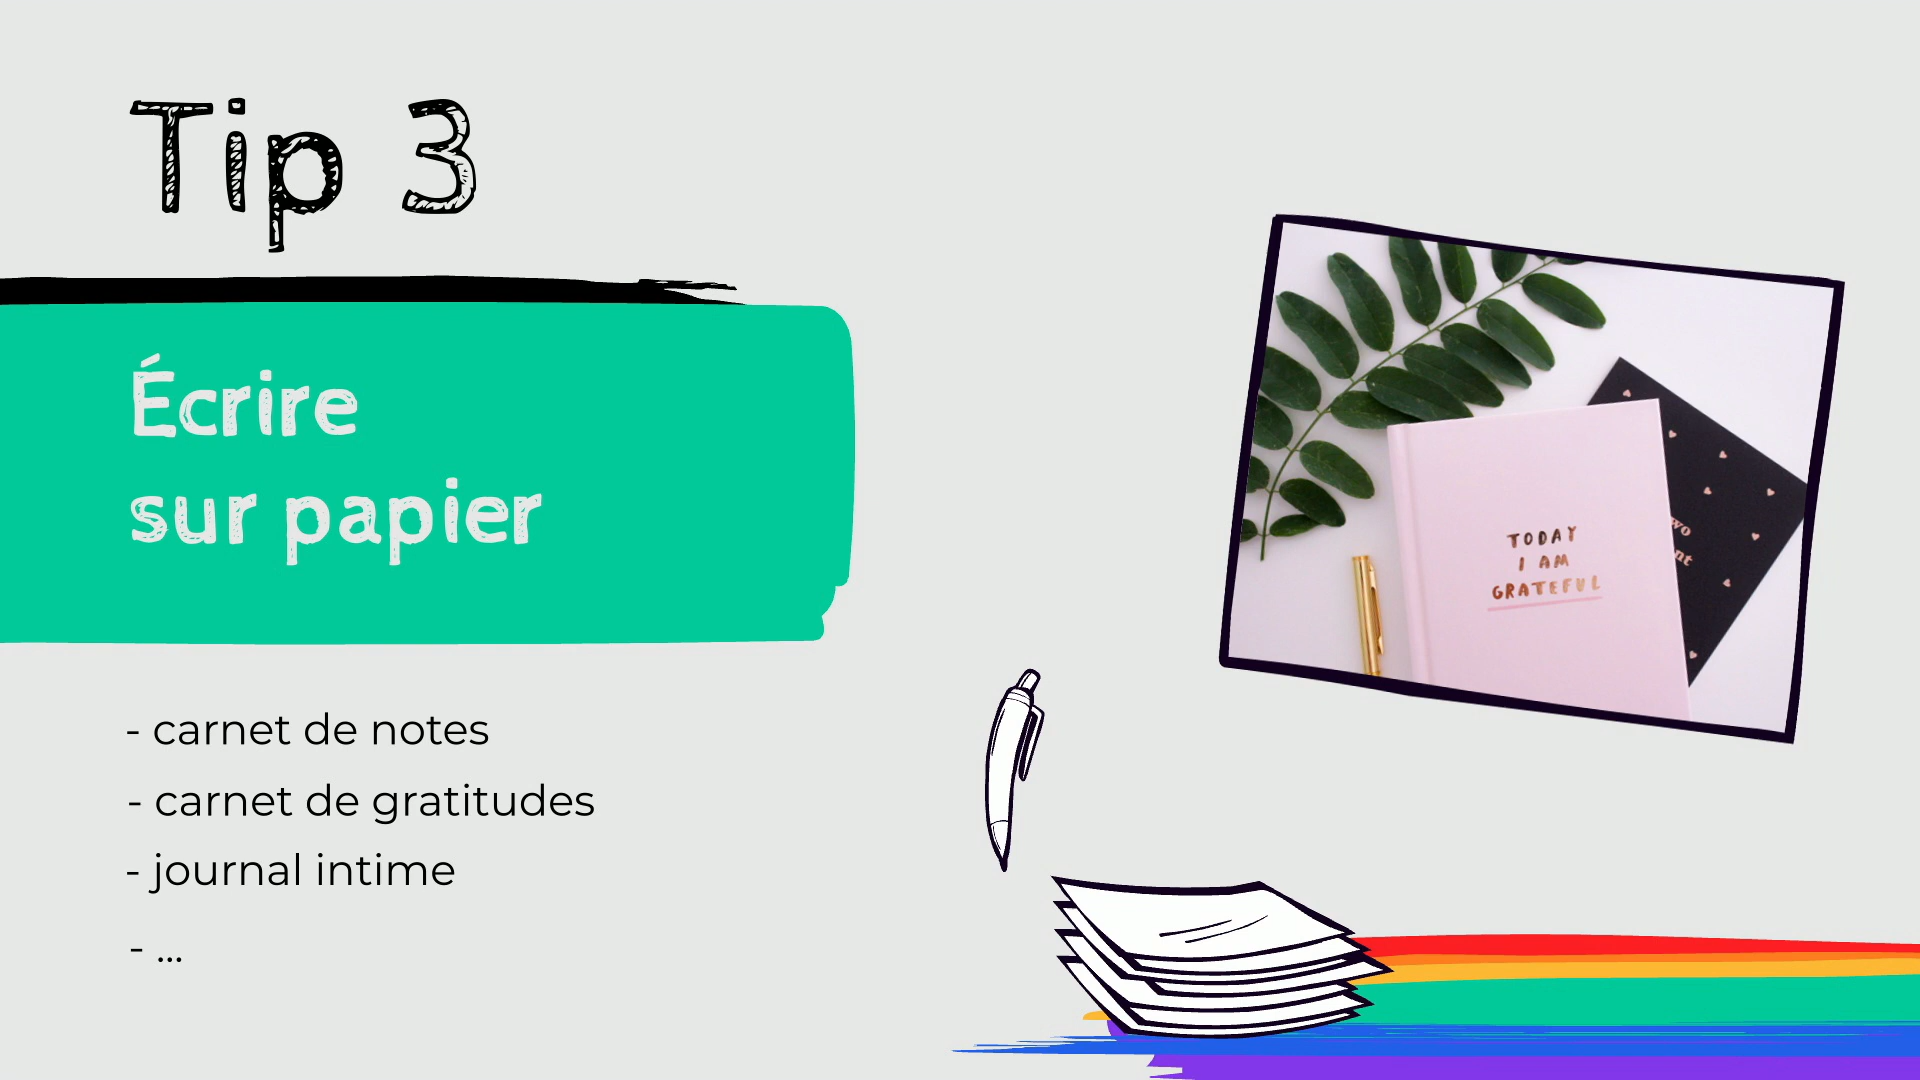 Tip 3
Écrire
sur papier
- carnet de notes
- carnet de gratitudes
- journal intime
- ...
TODAY
I AM
GRATEFUL